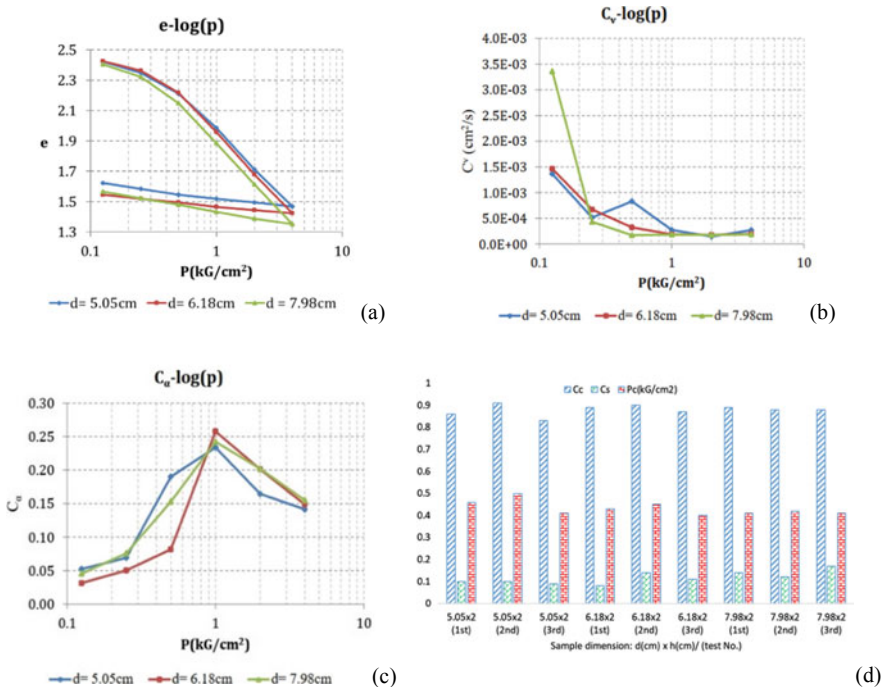 e-log(p)
2.5
2.3
2.1
1.9
e
1.7
1.5
1.3
0.1 1 10
P(kG/cm²)
d= 5.05cm d= 6.18cm d= 7.98cm
(a)
Cᵥ-log(p)
4.0E-03
3.5E-03
3.0E-03
2.5E-03
2.0E-03
1.5E-03
1.0E-03
5.0E-04
0.0E+00
Cᵛ (cm²/s)
0.1 1 10
P(kG/cm²)
d= 5.05cm d= 6.18cm d= 7.98cm
(b)
Cα-log(p)
0.30
0.25
0.20
0.15
0.10
0.05
0.00
Cα
0.1 1 10
P(kG/cm²)
d= 5.05cm d= 6.18cm d= 7.98cm
(c)
Cc Cs Pc(kG/cm2)
1
0.9
0.8
0.7
0.6
0.5
0.4
0.3
0.2
0.1
0
5.05x2 5.05x2 5.05x2 6.18x2 6.18x2 6.18x2 7.98x2 7.98x2 7.98x2
(1st) (2nd) (3rd) (1st) (2nd) (3rd) (1st) (2nd) (3rd)
Sample dimension: d(cm) x h(cm)/ (test No.)
(d)